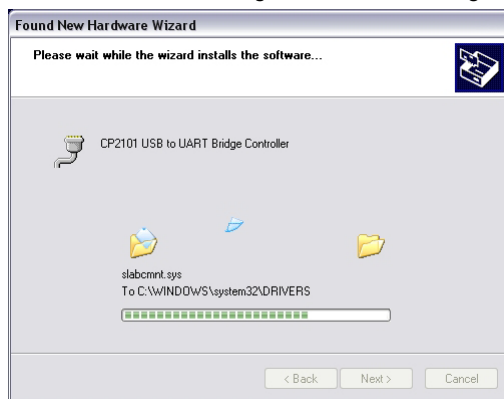 Found New Hardware Wizard
Please wait while the wizard installs the software...
CP2101 USB to UART Bridge Controller
slabcmnt.sys
To C:\WINDOWS\system32\DRIVERS
< Back Next > Cancel